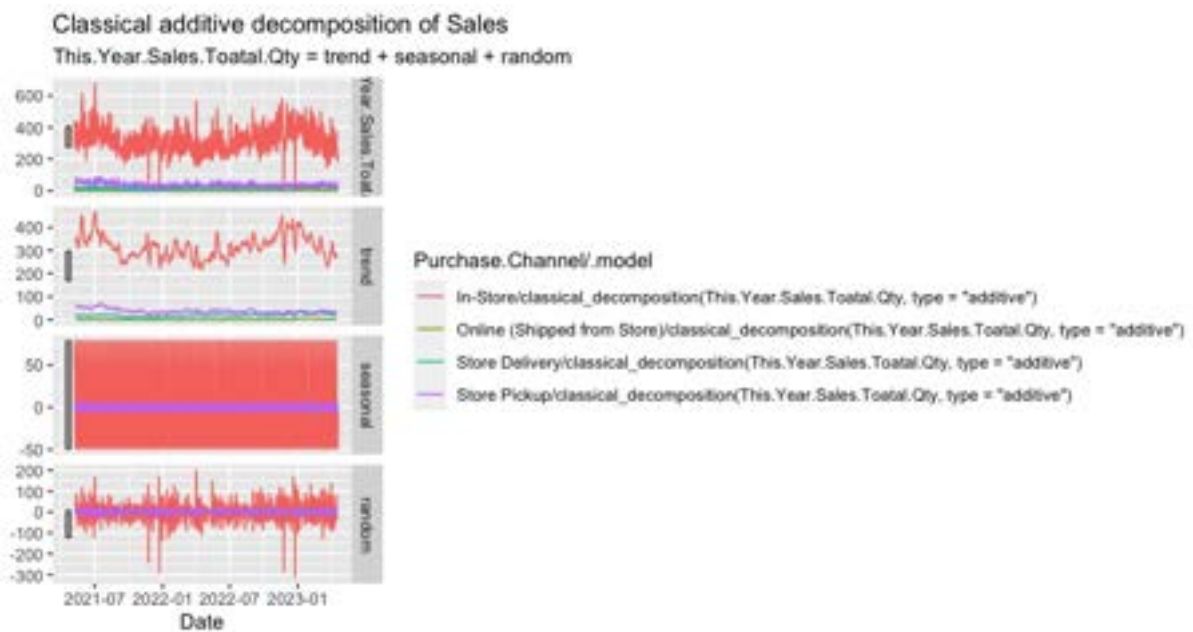 Classical additive decomposition of Sales
This.Year.Sales.Toatal.Qty = trend + seasonal + random
600
400
200
0
Year.Sales.Toat
400
300
200
100
0
trend
50
0
-50
seasonal
200
100
0
-100
-200
-300
random
2021-07 2022-01 2022-07 2023-01
Date
Purchase.Channel/.model
In-Store/classical_decomposition(This.Year.Sales.Toatal.Qty, type = "additive")
Online (Shipped from Store)/classical_decomposition(This.Year.Sales.Toatal.Qty, type = "additive")
Store Delivery/classical_decomposition(This.Year.Sales.Toatal.Qty, type = "additive")
Store Pickup/classical_decomposition(This.Year.Sales.Toatal.Qty, type = "additive")